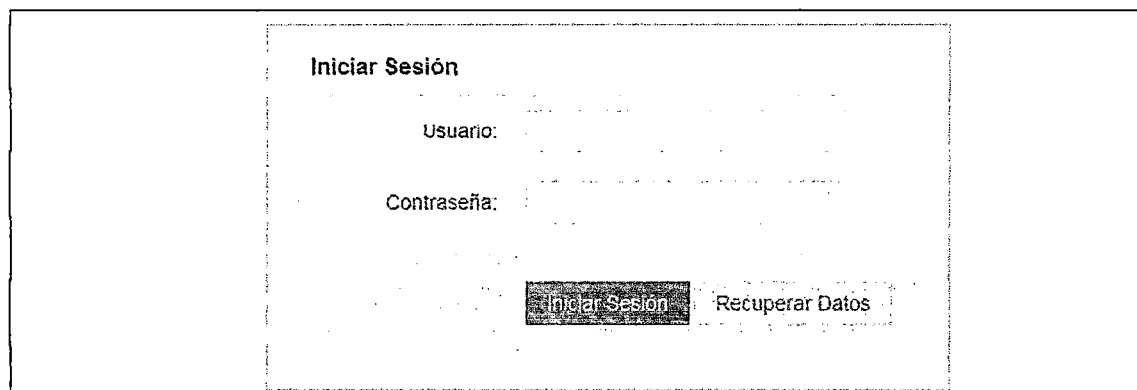 Iniciar Sesión
Usuario:
Contraseña:
Iniciar Sesión Recuperar Datos